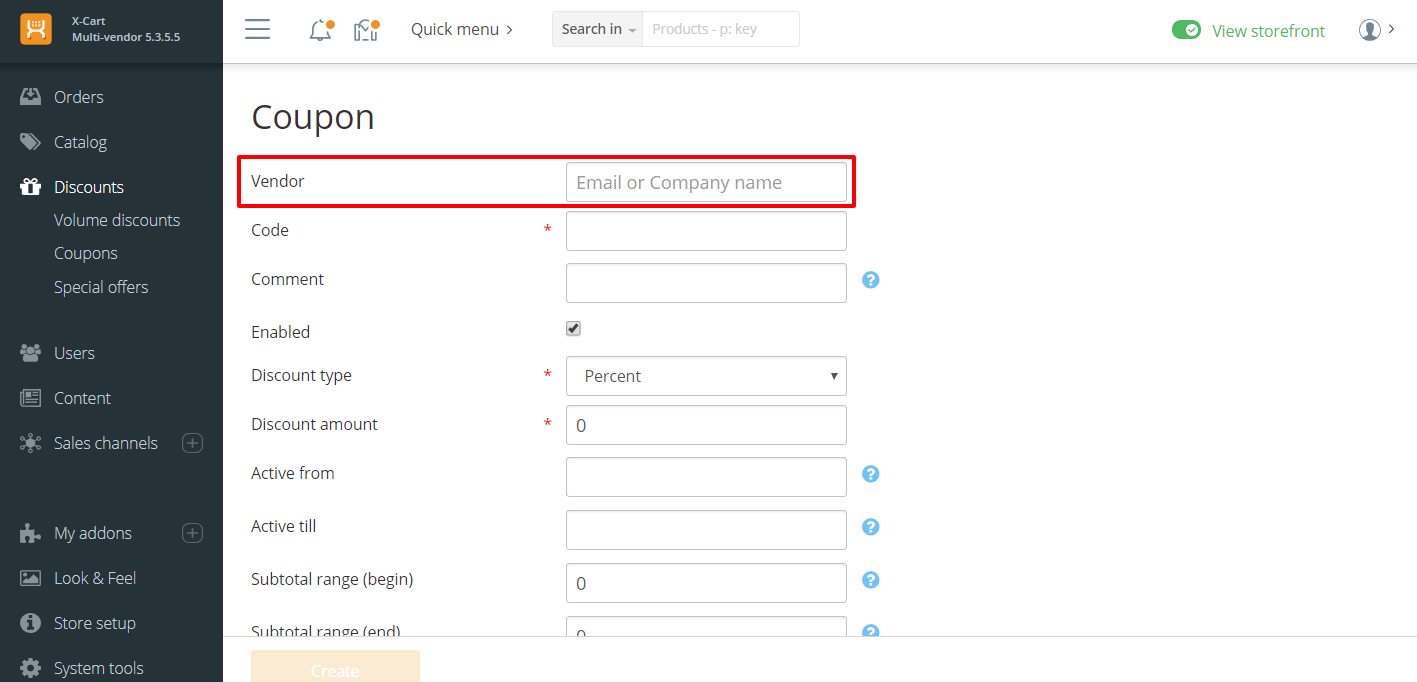 X-Cart
Multi-vendor 5.3.5.5
Quick menu
Search in
Products - p: key
View storefront
Orders
Catalog
Discounts
Volume discounts
Coupons
Special offers
Users
Content
Sales channels
My addons
Look & Feel
Store setup
System tools
Coupon
Vendor
Email or Company name
Code *
Comment
?
Enabled
Discount type *
Percent
Discount amount *
0
Active from
?
Active till
?
Subtotal range (begin)
0
?
Subtotal range (end)
0
?
Create